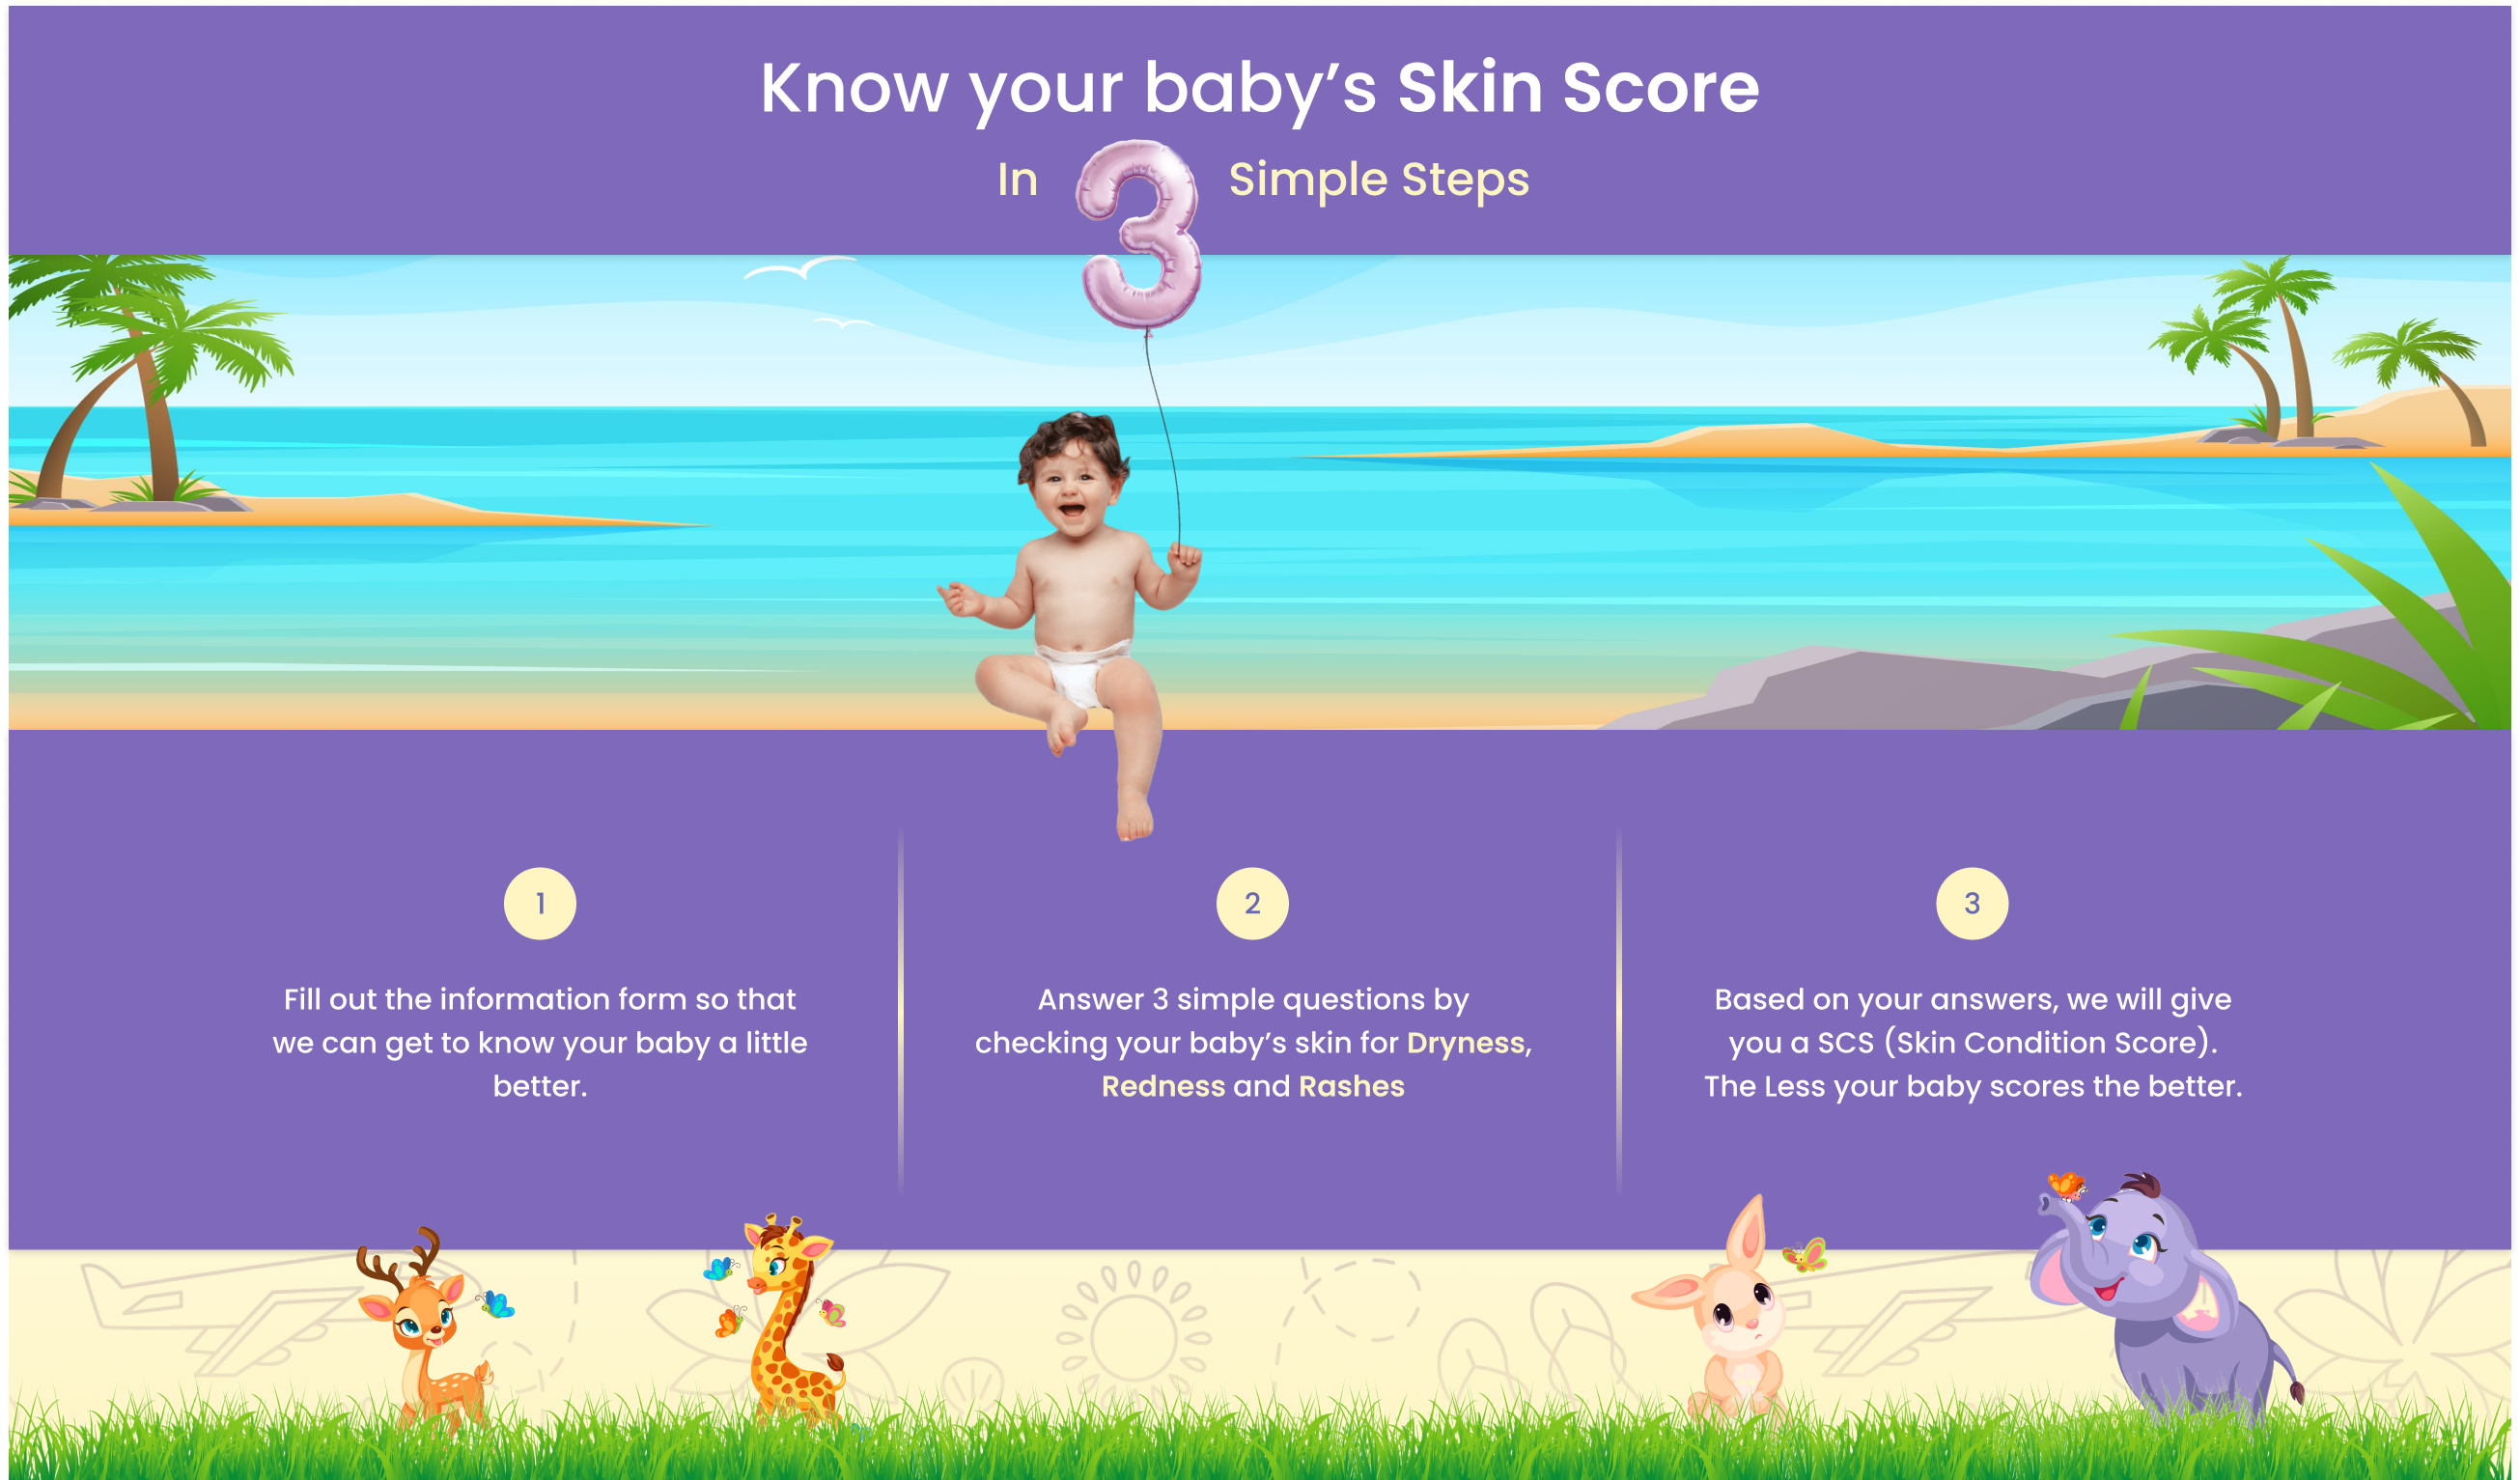 Know your baby’s Skin Score
In 3 Simple Steps
1
Fill out the information form so that
we can get to know your baby a little
better.
2
Answer 3 simple questions by
checking your baby’s skin for Dryness,
Redness and Rashes
3
Based on your answers, we will give
you a SCS (Skin Condition Score).
The Less your baby scores the better.